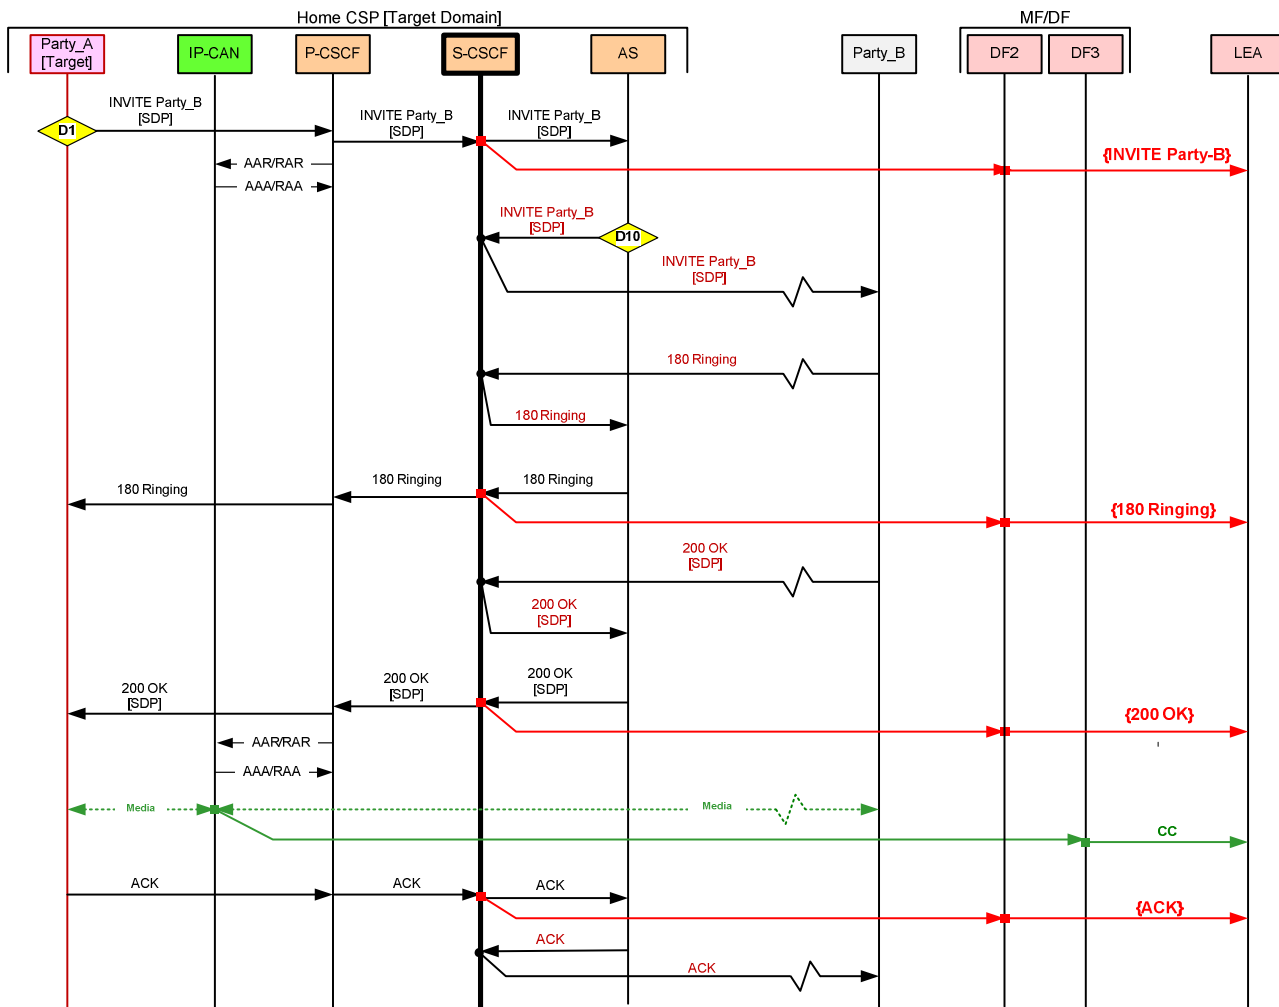 Home CSP [Target Domain]
MF/DF
Party_A
[Target]
IP-CAN
P-CSCF
S-CSCF
AS
Party_B
DF2
DF3
LEA
INVITE Party_B
[SDP]
INVITE Party_B
[SDP]
INVITE Party_B
[SDP]
D1
{INVITE Party-B}
AAR/RAR
AAA/RAA
INVITE Party_B
[SDP]
D10
INVITE Party_B
[SDP]
180 Ringing
180 Ringing
180 Ringing
180 Ringing
180 Ringing
{180 Ringing}
200 OK
[SDP]
200 OK
[SDP]
200 OK
[SDP]
200 OK
[SDP]
200 OK
[SDP]
{200 OK}
AAR/RAR
AAA/RAA
Media
Media
CC
ACK
ACK
ACK
{ACK}
ACK
ACK